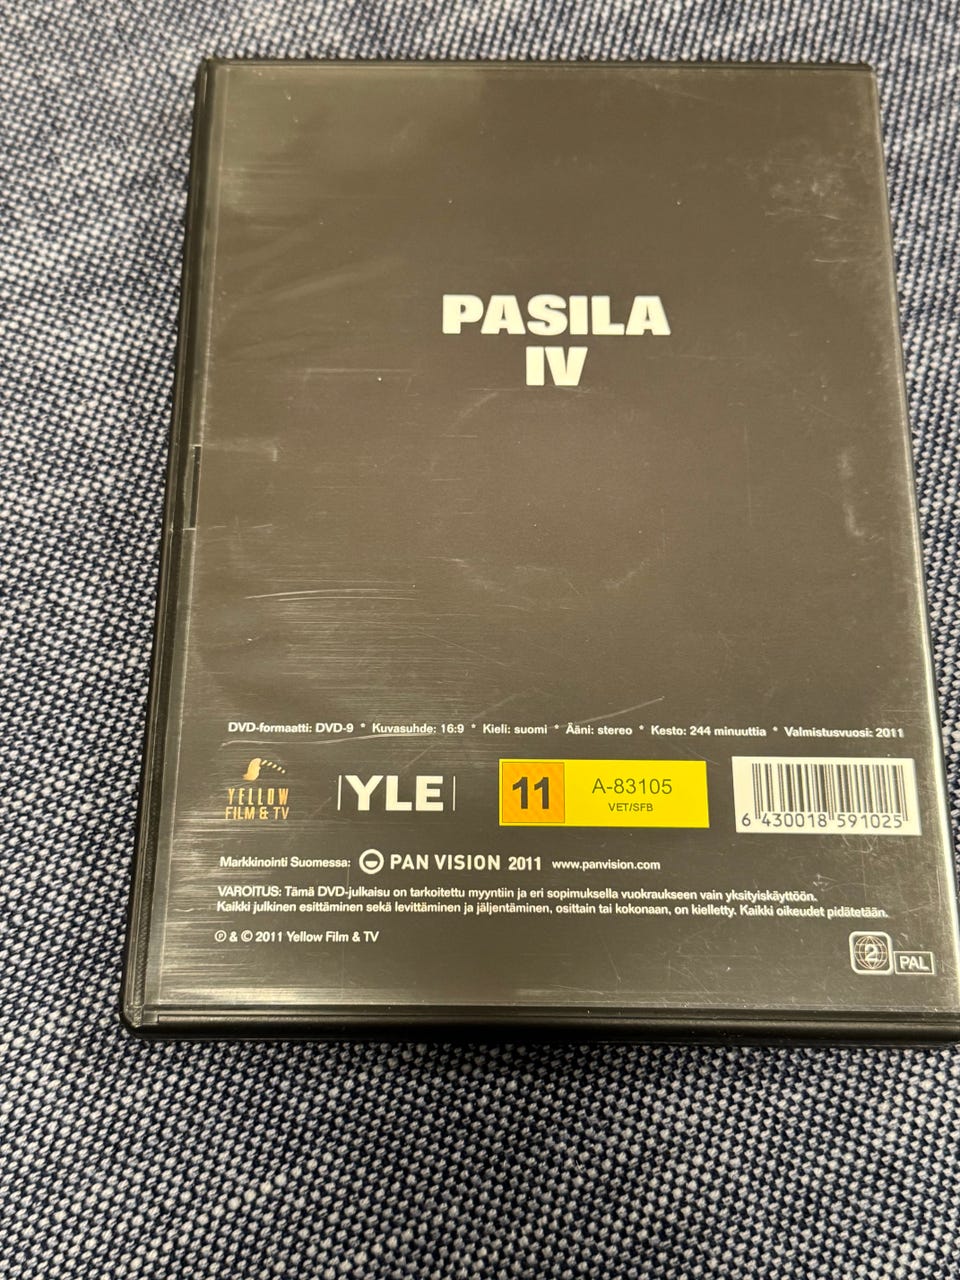 PASILA
IV
DVD-formaatti: DVD-9 * Kuvasuhde: 16:9 * Kieli: suomi * Ääni: stereo * Kesto: 244 minuuttia * Valmistusvuosi: 2011
YELLOW
FILM & TV
YLE
11
A-83105
VET/SFB
6 430018 591025
Markkinointi Suomessa: PAN VISION 2011 www.panvision.com
VAROITUS: Tämä DVD-julkaisu on tarkoitettu myyntiin ja eri sopimuksella vuokraukseen vain yksityiskäyttöön.
Kaikki julkinen esittäminen sekä levittäminen ja jäljentäminen, osittain tai kokonaan, on kielletty. Kaikki oikeudet pidätetään.
℗ & © 2011 Yellow Film & TV
2
PAL